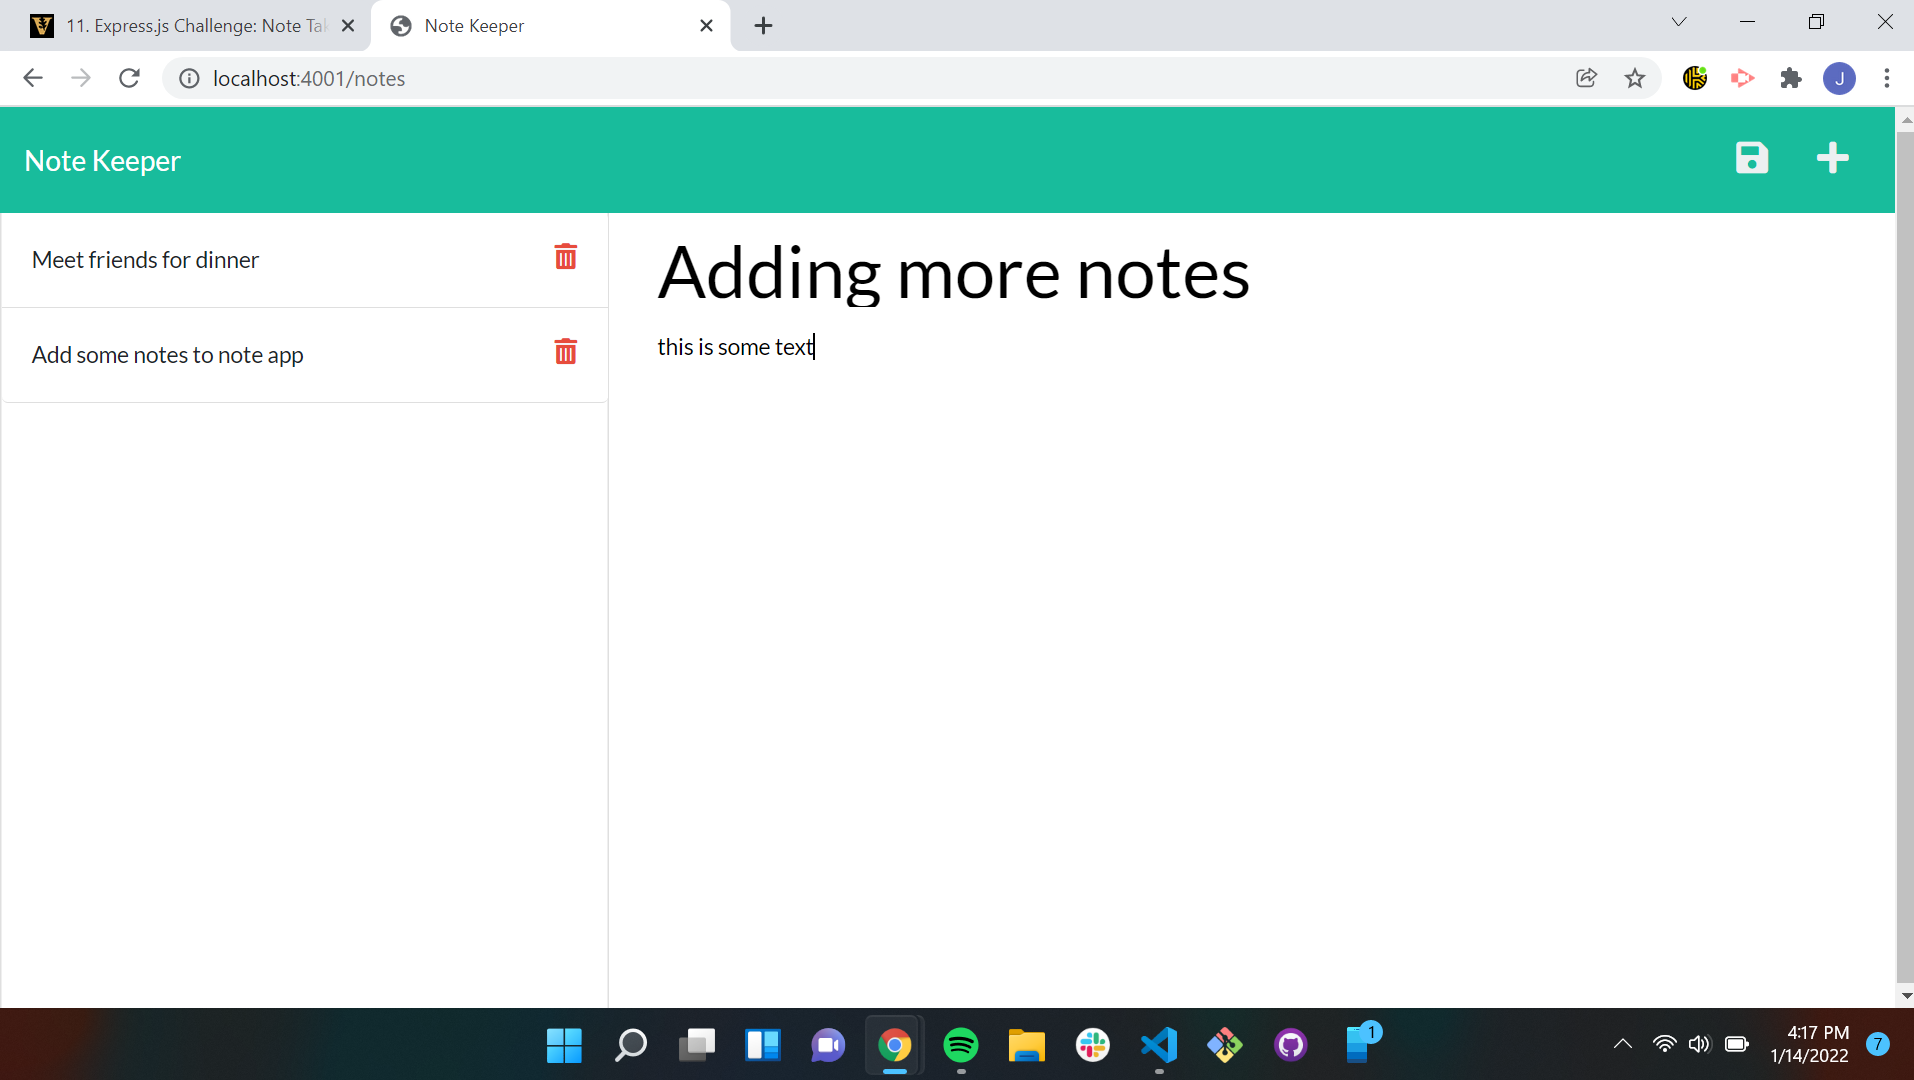 11. Express.js Challenge: Note Tak
Note Keeper
localhost:4001/notes
J
Note Keeper
Meet friends for dinner
Add some notes to note app
Adding more notes
this is some text
1
4:17 PM
1/14/2022
7